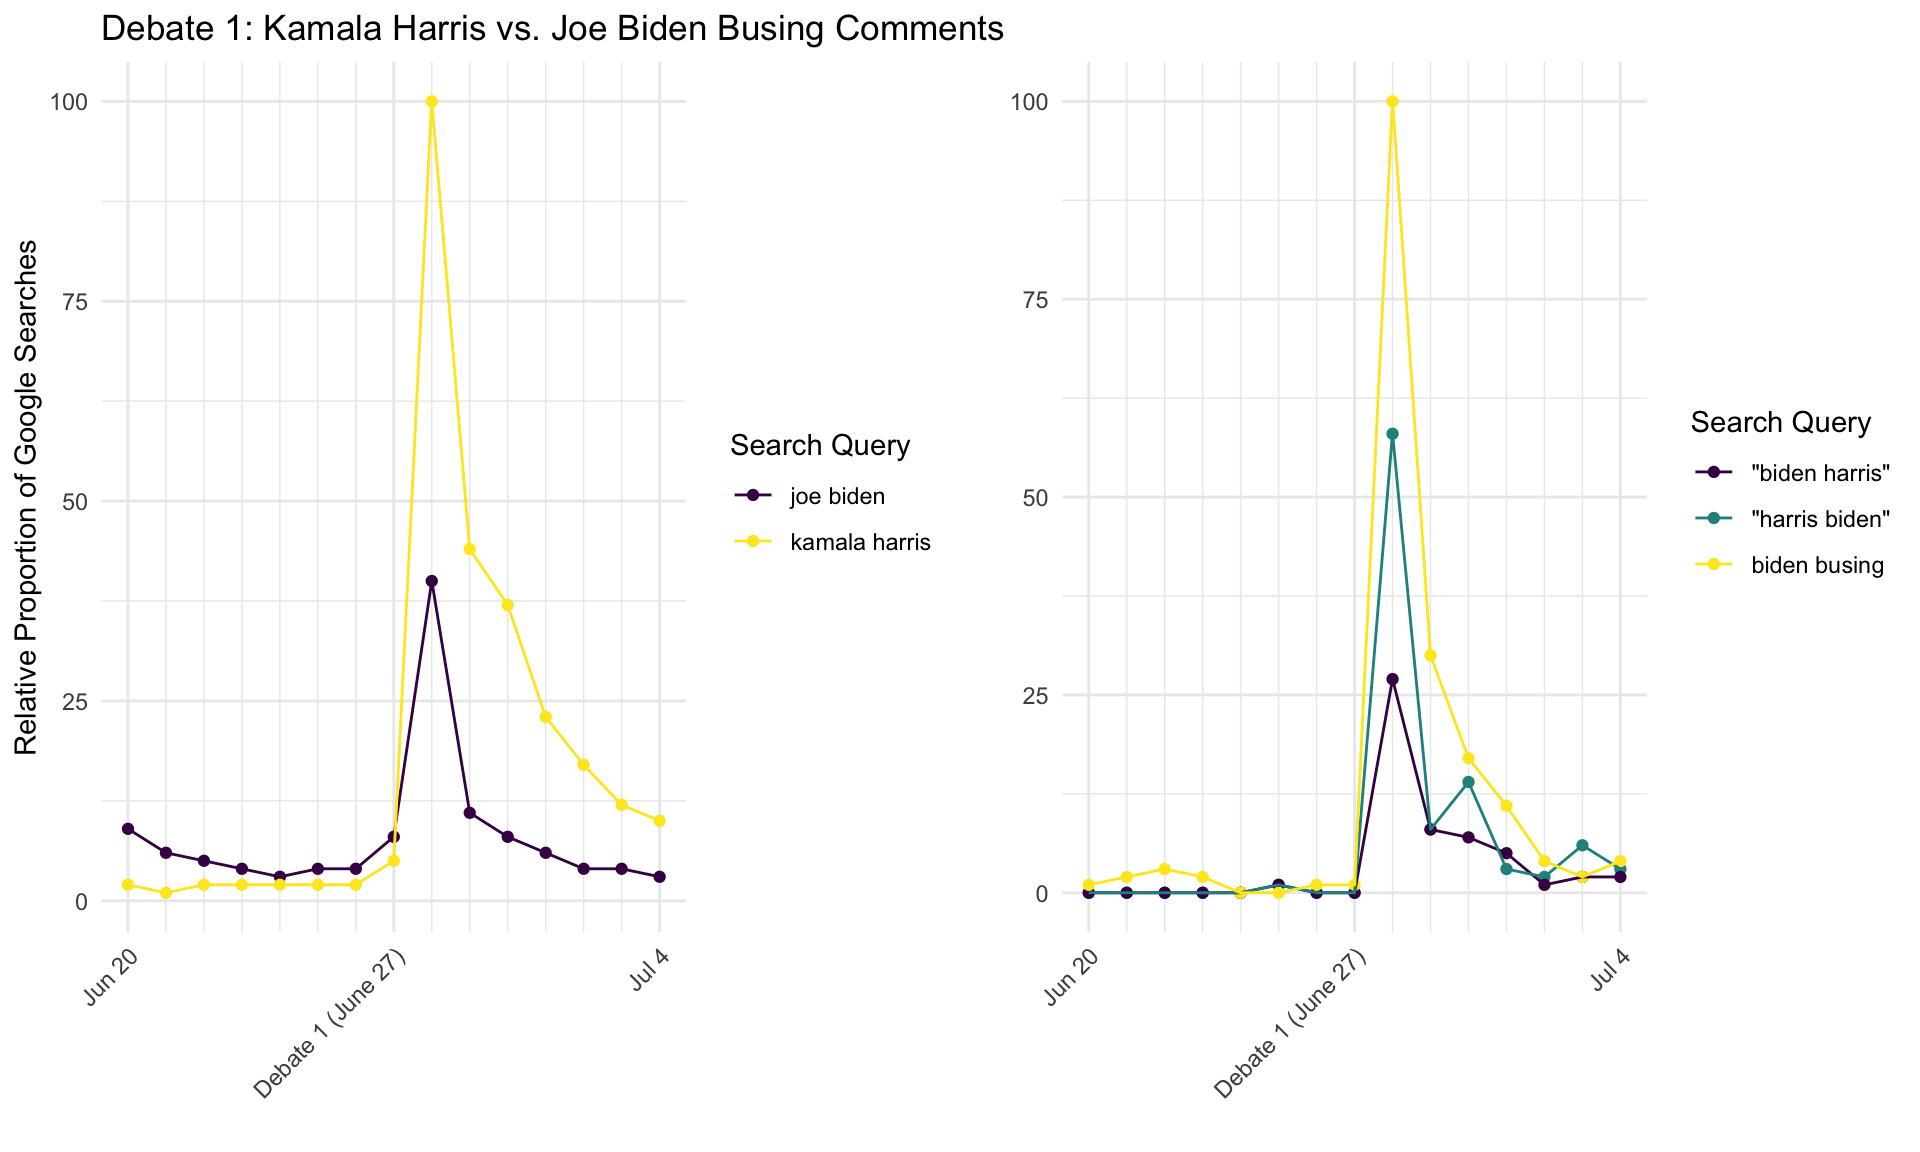 Debate 1: Kamala Harris vs. Joe Biden Busing Comments
Relative Proportion of Google Searches
100
75
50
25
0
Jun 20
Debate 1 (June 27)
Jul 4
Search Query
joe biden
kamala harris
100
75
50
25
0
Jun 20
Debate 1 (June 27)
Jul 4
Search Query
"biden harris"
"harris biden"
biden busing